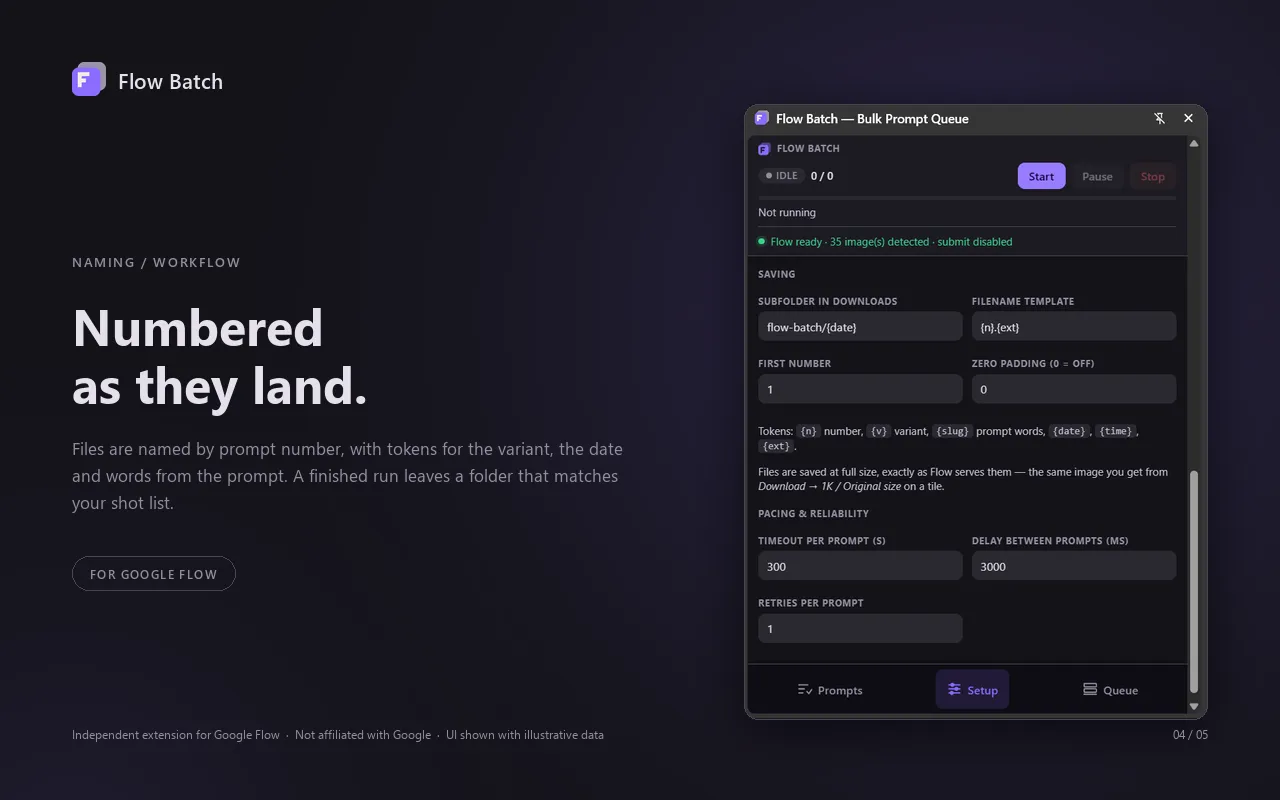 Flow Batch
NAMING / WORKFLOW
Numbered
as they land.
Files are named by prompt number, with tokens for the variant, the date
and words from the prompt. A finished run leaves a folder that matches
your shot list.
FOR GOOGLE FLOW
Flow Batch — Bulk Prompt Queue
FLOW BATCH
IDLE 0 / 0 Start Pause Stop
Not running
Flow ready · 35 image(s) detected · submit disabled
SAVING
SUBFOLDER IN DOWNLOADS FILENAME TEMPLATE
flow-batch/{date} {n}.{ext}
FIRST NUMBER ZERO PADDING (0 = OFF)
1 0
Tokens: {n} number, {v} variant, {slug} prompt words, {date}, {time},
{ext}.
Files are saved at full size, exactly as Flow serves them — the same image you get from
Download → 1K / Original size on a tile.
PACING & RELIABILITY
TIMEOUT PER PROMPT (S) DELAY BETWEEN PROMPTS (MS)
300 3000
RETRIES PER PROMPT
1
Prompts Setup Queue
Independent extension for Google Flow · Not affiliated with Google · UI shown with illustrative data
04 / 05